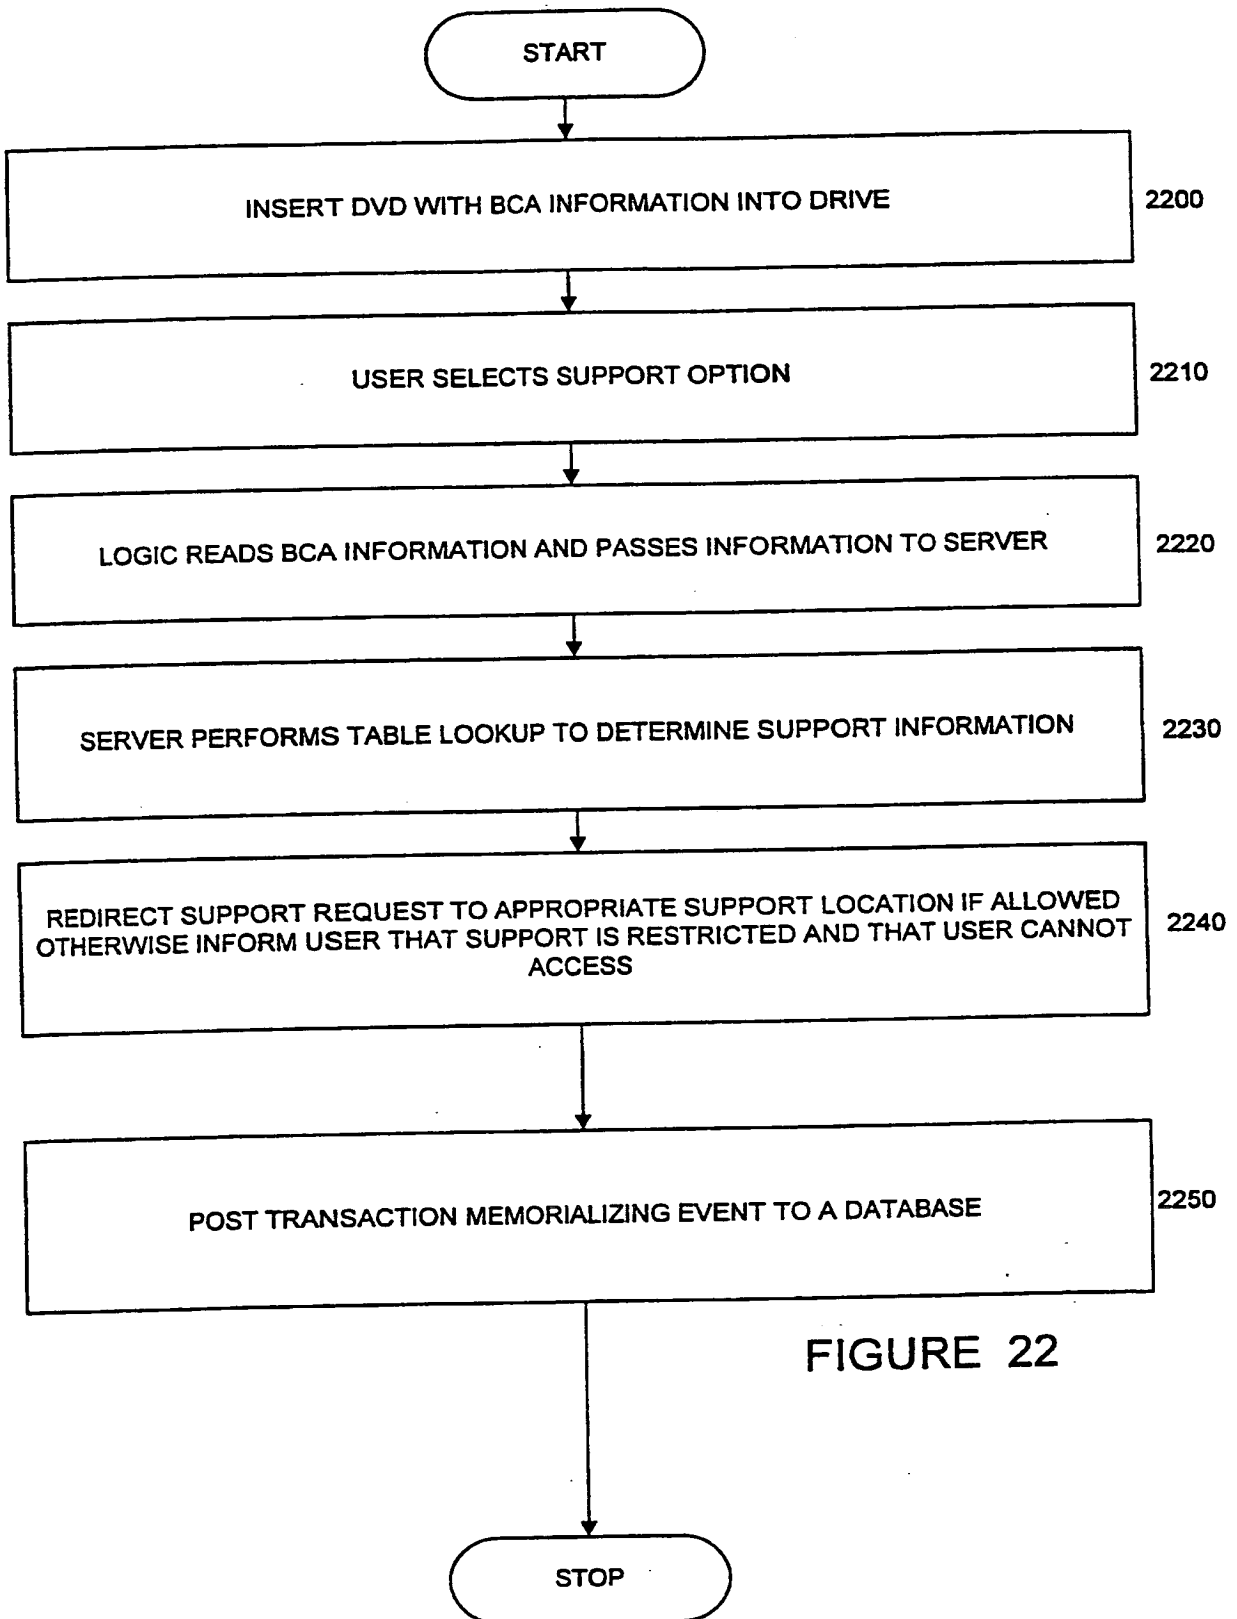 START
INSERT DVD WITH BCA INFORMATION INTO DRIVE
2200
USER SELECTS SUPPORT OPTION
2210
LOGIC READS BCA INFORMATION AND PASSES INFORMATION TO SERVER
2220
SERVER PERFORMS TABLE LOOKUP TO DETERMINE SUPPORT INFORMATION
2230
REDIRECT SUPPORT REQUEST TO APPROPRIATE SUPPORT LOCATION IF ALLOWED
OTHERWISE INFORM USER THAT SUPPORT IS RESTRICTED AND THAT USER CANNOT
ACCESS
2240
POST TRANSACTION MEMORIALIZING EVENT TO A DATABASE
2250
FIGURE 22
STOP